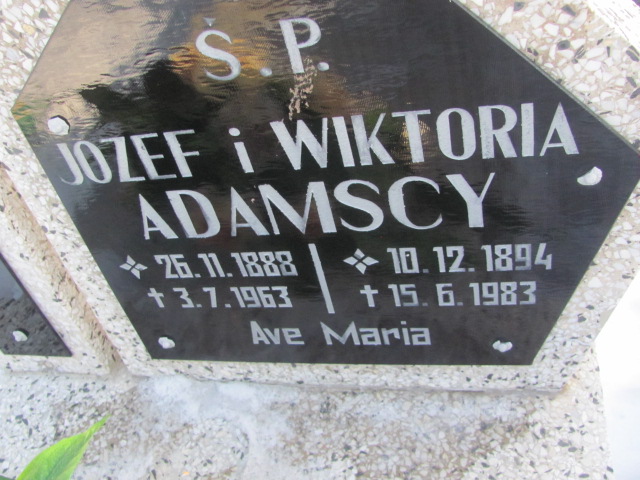 Ś.P.
JOZEF i WIKTORIA
ADAMSCY
26.11.1888 10.12.1894
† 3.7.1963 † 15.6.1983
Ave Maria